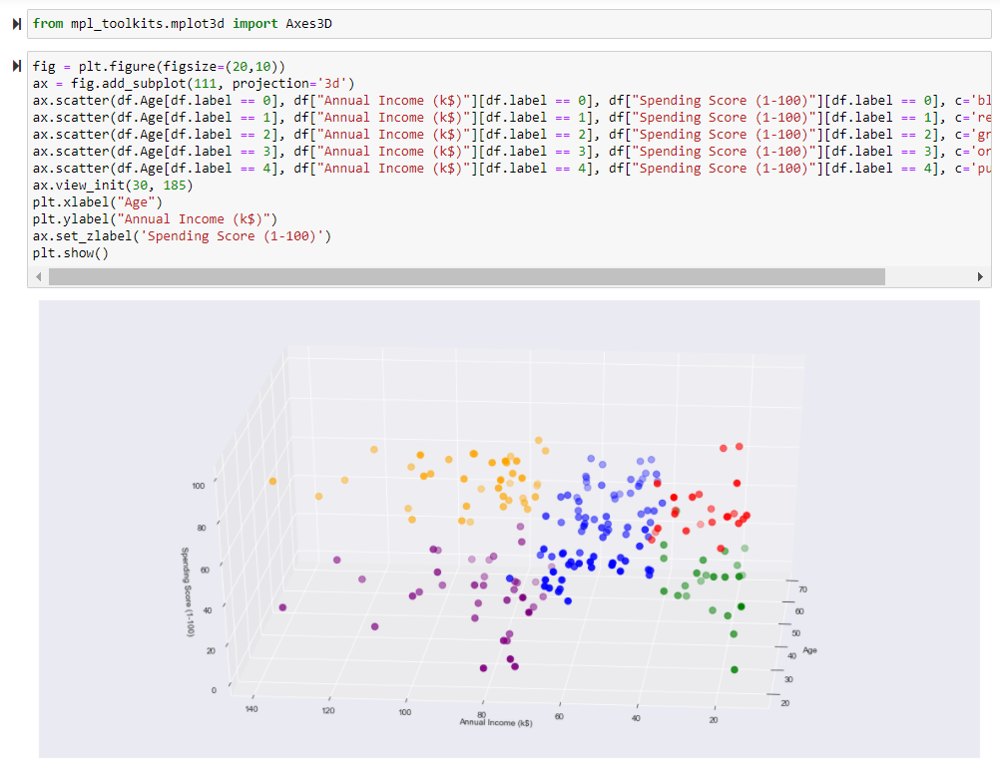 from mpl_toolkits.mplot3d import Axes3D
fig = plt.figure(figsize=(20,10))
ax = fig.add_subplot(111, projection='3d')
ax.scatter(df.Age[df.label == 0], df["Annual Income (k$)"][df.label == 0], df["Spending Score (1-100)"][df.label == 0], c='bl
ax.scatter(df.Age[df.label == 1], df["Annual Income (k$)"][df.label == 1], df["Spending Score (1-100)"][df.label == 1], c='re
ax.scatter(df.Age[df.label == 2], df["Annual Income (k$)"][df.label == 2], df["Spending Score (1-100)"][df.label == 2], c='gr
ax.scatter(df.Age[df.label == 3], df["Annual Income (k$)"][df.label == 3], df["Spending Score (1-100)"][df.label == 3], c='or
ax.scatter(df.Age[df.label == 4], df["Annual Income (k$)"][df.label == 4], df["Spending Score (1-100)"][df.label == 4], c='pu
ax.view_init(30, 185)
plt.xlabel("Age")
plt.ylabel("Annual Income (k$)")
ax.set_zlabel('Spending Score (1-100)')
plt.show()
100
80
60
40
20
0
Spending Score (1-100)
140
120
100
80
60
40
20
Annual Income (k$)
70
60
50
40
30
20
Age